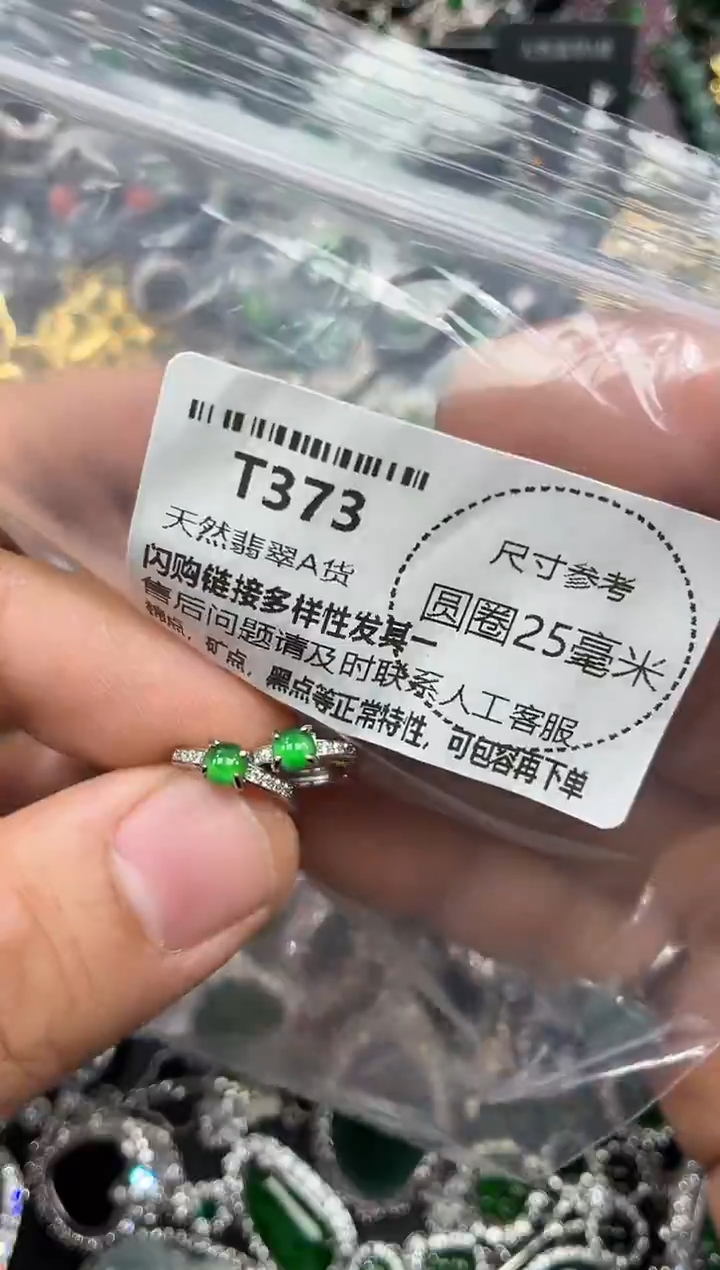 T373
天然翡翠A货
闪购链接多样性发其一
售后问题请及时联系人工客服
棉点，矿点，黑点等正常特性，可包容再下单
尺寸参考
圆圈25毫米